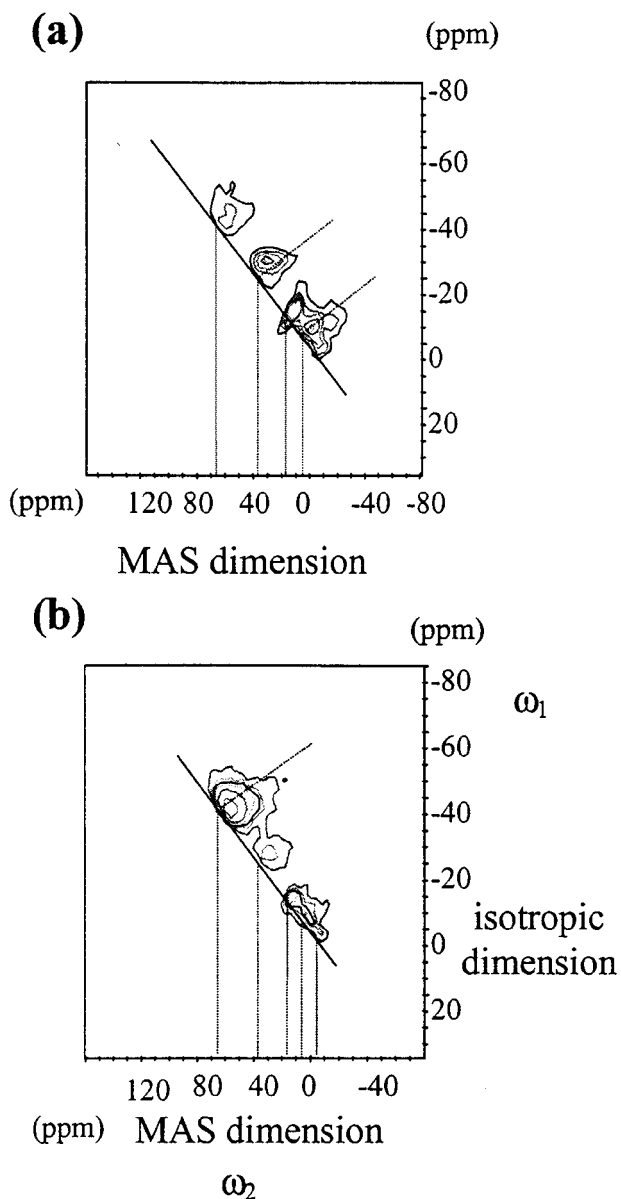 (a)
(ppm)
-80
-60
-40
-20
0
20
(ppm) 120 80 40 0 -40 -80
MAS dimension
(b)
(ppm)
-80
ω1
-60
-40
-20
isotropic
0
dimension
20
120 80 40 0 -40
(ppm) MAS dimension
ω2